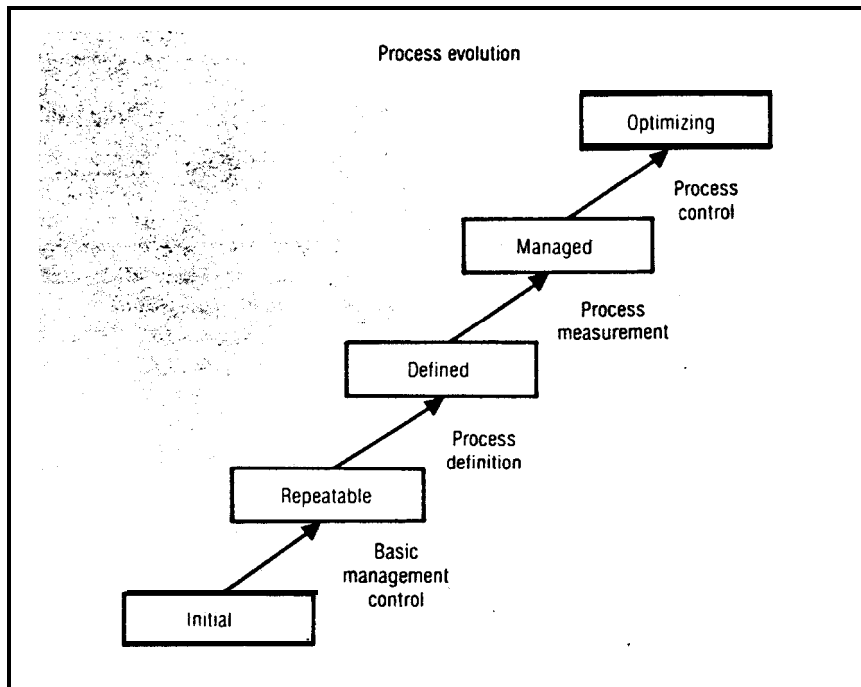 Process evolution
Optimizing
Process
control
Managed
Process
measurement
Defined
Process
definition
Repeatable
Basic
management
control
Initial